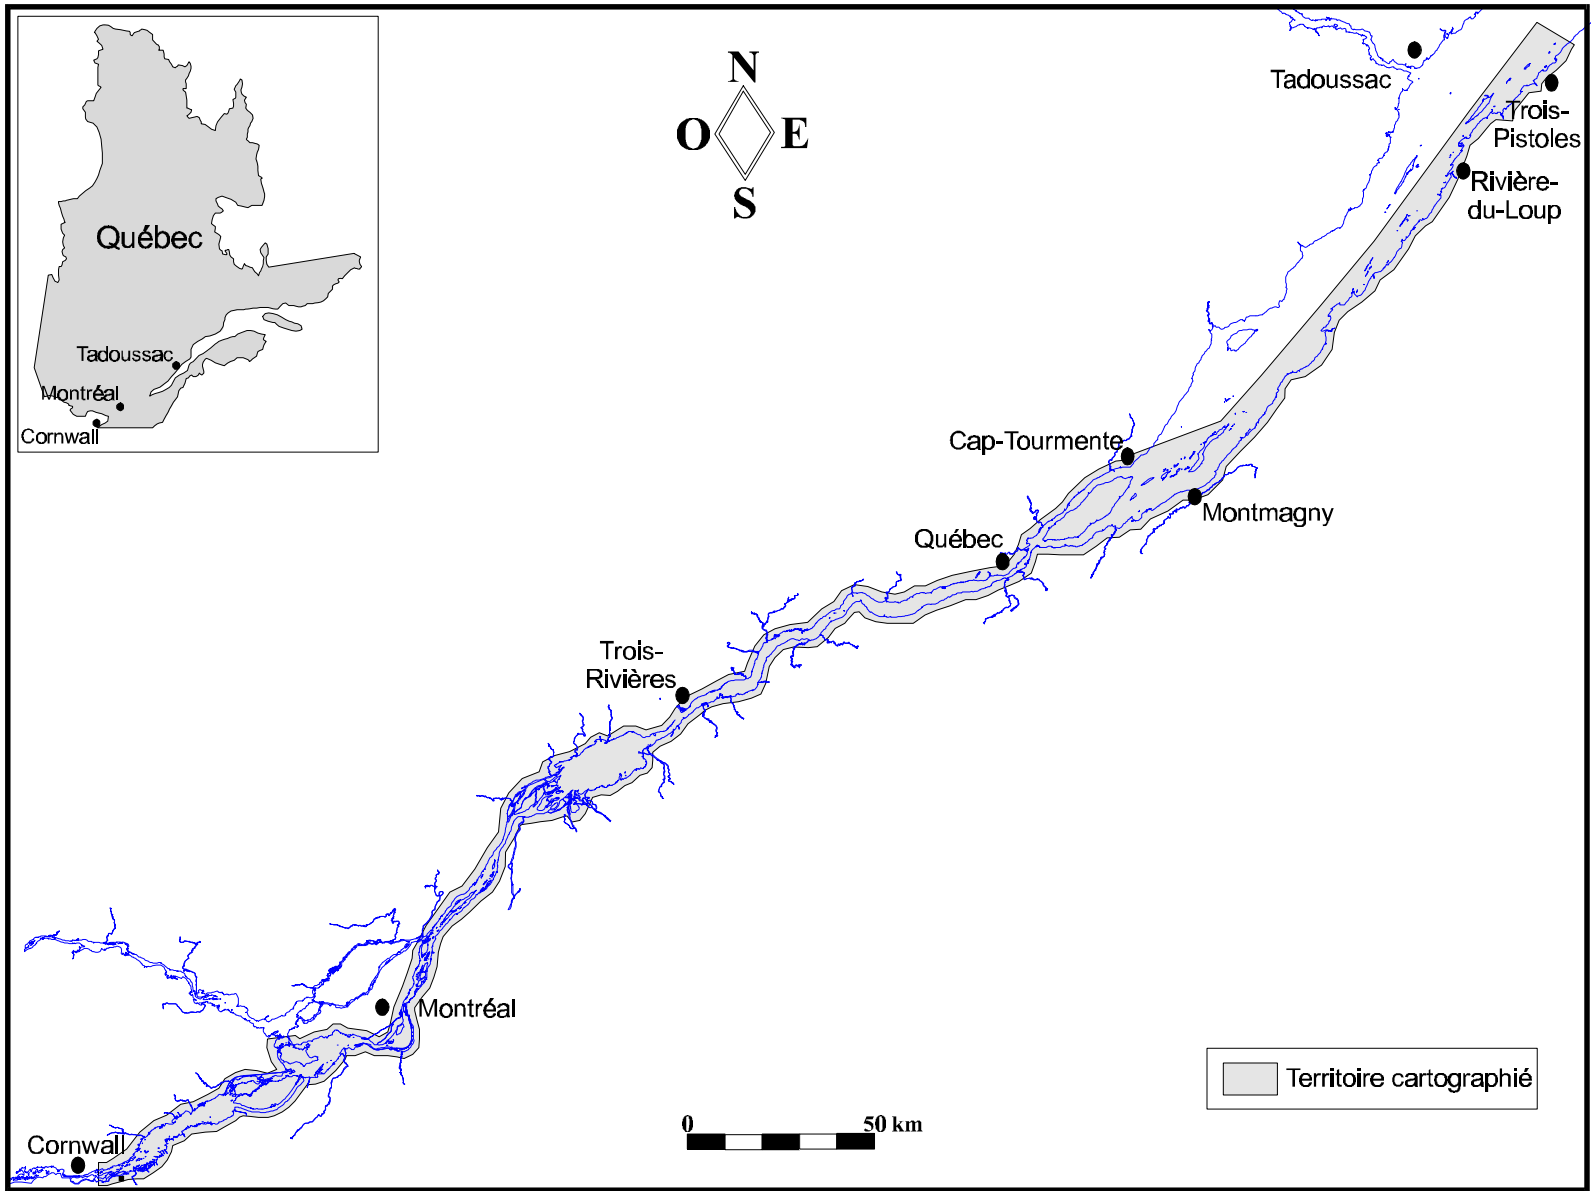 Québec
Tadoussac
Montréal
Cornwall
N
O E
S
Tadoussac
Trois-
Pistoles
Rivière-
du-Loup
Cap-Tourmente
Montmagny
Québec
Trois-
Rivières
Montréal
Cornwall
Territoire cartographié
0 50 km